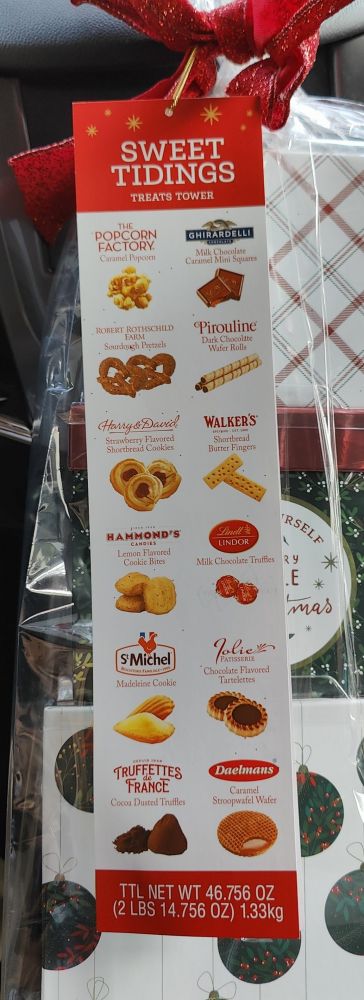 SWEET
TIDINGS
TREATS TOWER
THE
POPCORN
FACTORY.
Caramel Popcorn
GHIRARDELLI
CHOCOLATE
Milk Chocolate
Caramel Mini Squares
ROBERT ROTHSCHILD
FARM
Sourdough Pretzels
Pirouline
Dark Chocolate
Wafer Rolls
Harry & David
Strawberry Flavored
Shortbread Cookies
WALKER'S
Shortbread
Butter Fingers
HAMMOND'S
CANDIES
Lemon Flavored
Cookie Bites
Lindt
LINDOR
Milk Chocolate Truffles
St Michel
Madeleine Cookie
Jolie
PATISSERIE
Chocolate Flavored
Tartelettes
TRUFFETTES
de
FRANCE
Cocoa Dusted Truffles
Daelmans
Caramel
Stroopwafel Wafer
TTL NET WT 46.756 OZ
(2 LBS 14.756 OZ) 1.33kg